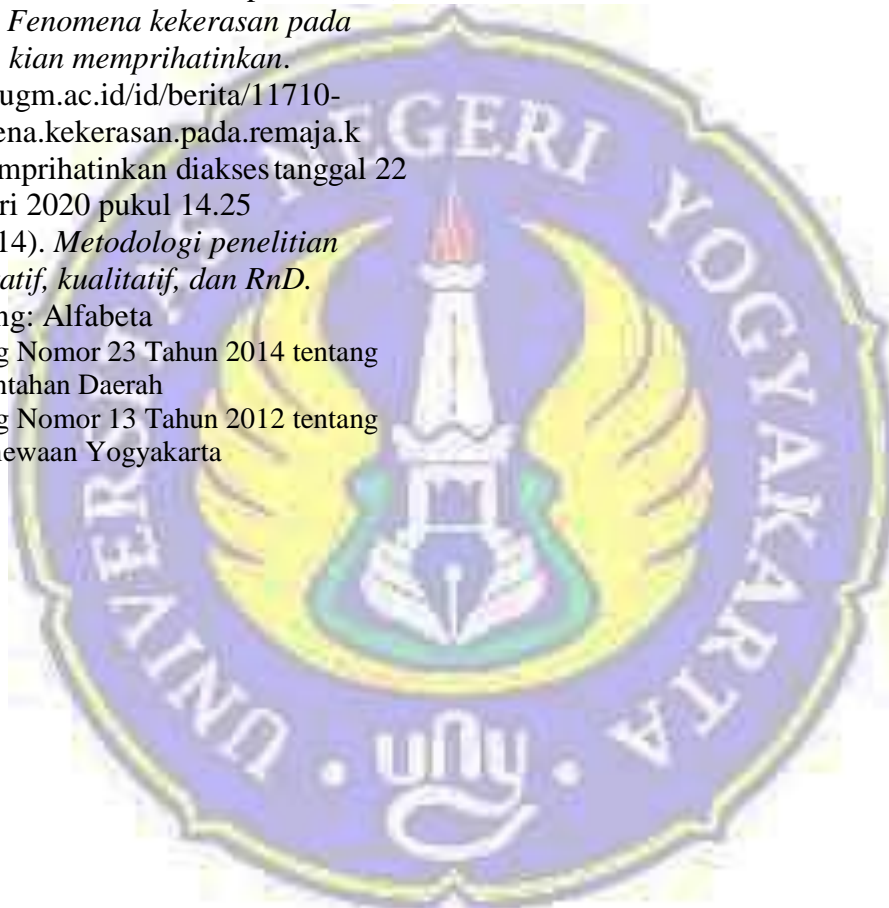 Fenomena kekerasan pada
kian memprihatinkan.
ugm.ac.id/id/berita/11710-
ena.kekerasan.pada.remaja.k
mprihatinkan diakses tanggal 22
ri 2020 pukul 14.25
14). Metodologi penelitian
atif, kualitatif, dan RnD.
ng: Alfabeta
g Nomor 23 Tahun 2014 tentang
ntahan Daerah
g Nomor 13 Tahun 2012 tentang
ewaan Yogyakarta
UNIVERSITAS NEGERI YOGYAKARTA
uny